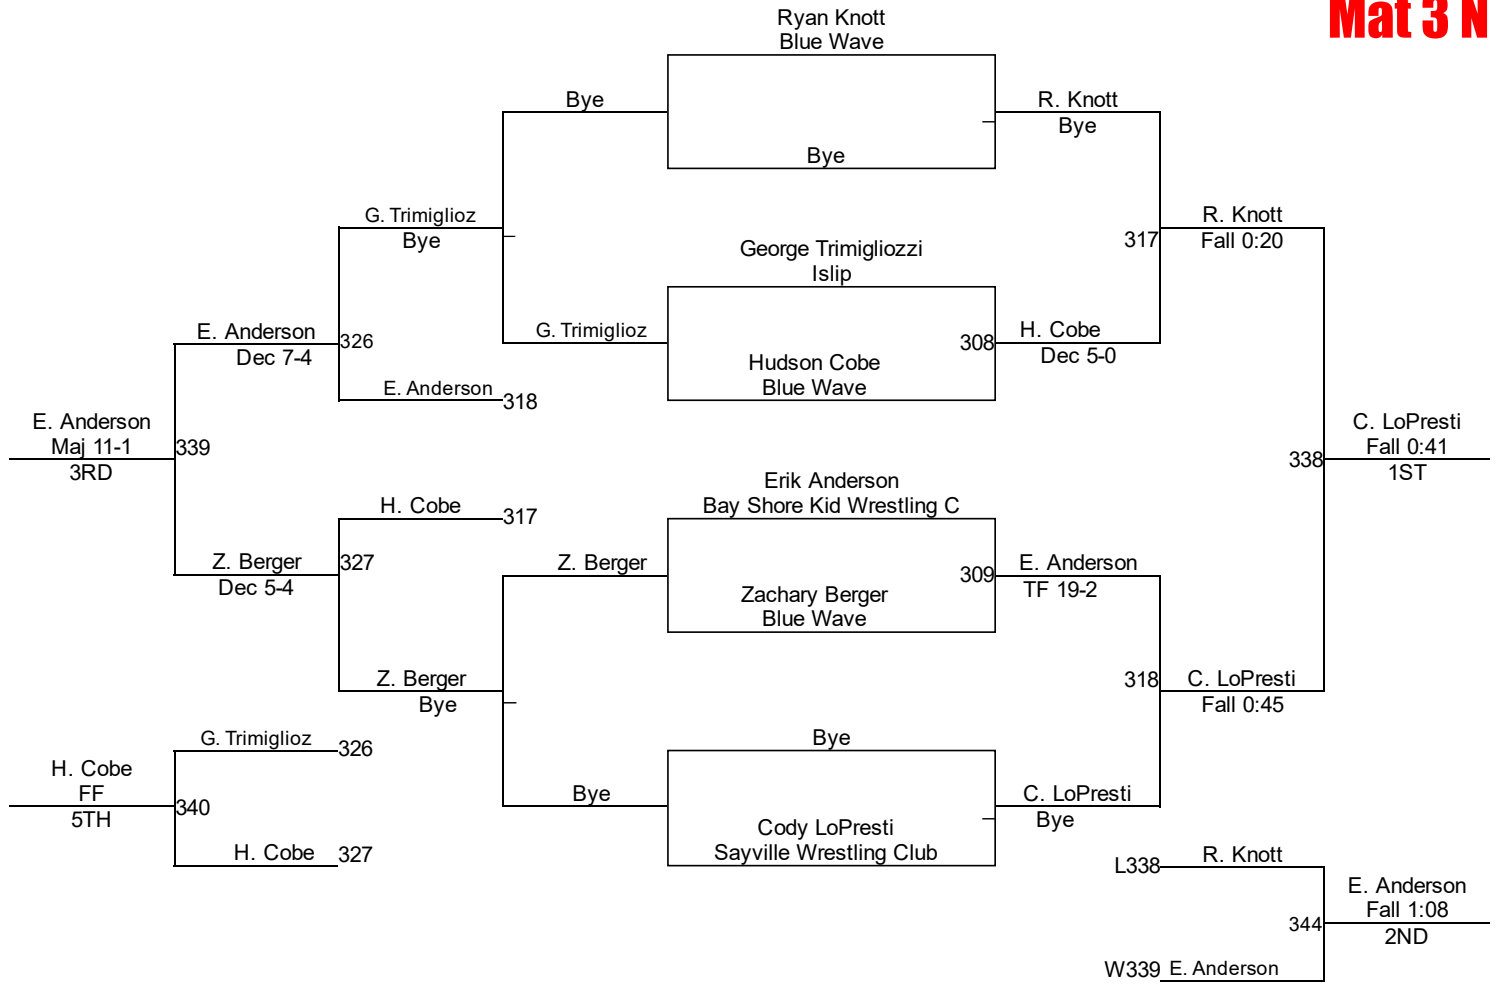 Mat 3 N
Ryan Knott
Blue Wave
Bye
R. Knott
Bye
Bye
G. Trimiglioz
Bye
R. Knott
317
Fall 0:20
George Trimigliozzi
Islip
E. Anderson
326
Dec 7-4
G. Trimiglioz
308
H. Cobe
Dec 5-0
Hudson Cobe
Blue Wave
E. Anderson
318
E. Anderson
Maj 11-1
339
3RD
C. LoPresti
Fall 0:41
338
1ST
Erik Anderson
Bay Shore Kid Wrestling C
H. Cobe
317
Z. Berger
327
Dec 5-4
Z. Berger
309
E. Anderson
TF 19-2
Zachary Berger
Blue Wave
Z. Berger
Bye
318
C. LoPresti
Fall 0:45
G. Trimiglioz
326
Bye
H. Cobe
FF
340
5TH
Bye
C. LoPresti
Bye
Cody LoPresti
Sayville Wrestling Club
H. Cobe
327
L338
R. Knott
E. Anderson
Fall 1:08
344
2ND
W339
E. Anderson